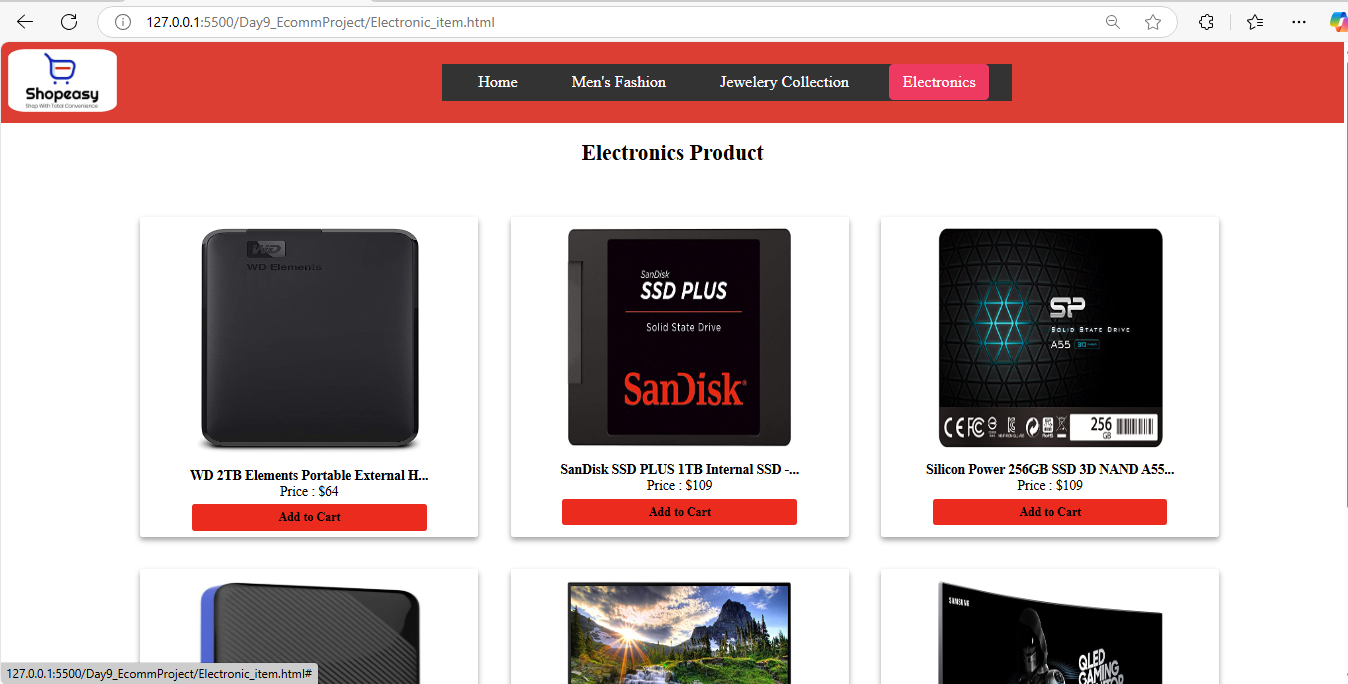 127.0.0.1:5500/Day9_EcommProject/Electronic_item.html
Shopeasy
Shop With Total Convenience
Home Men's Fashion Jewelery Collection Electronics
Electronics Product
WD
WD Elements
SanDisk
SSD PLUS
Solid State Drive
SanDisk
SP
SOLID STATE DRIVE
A55
CE FC
256
GB
WD 2TB Elements Portable External H...
Price : $64
Add to Cart
SanDisk SSD PLUS 1TB Internal SSD -...
Price : $109
Add to Cart
Silicon Power 256GB SSD 3D NAND A55...
Price : $109
Add to Cart
SAMSUNG
QLED
GAMING
127.0.0.1:5500/Day9_EcommProject/Electronic_item.html#